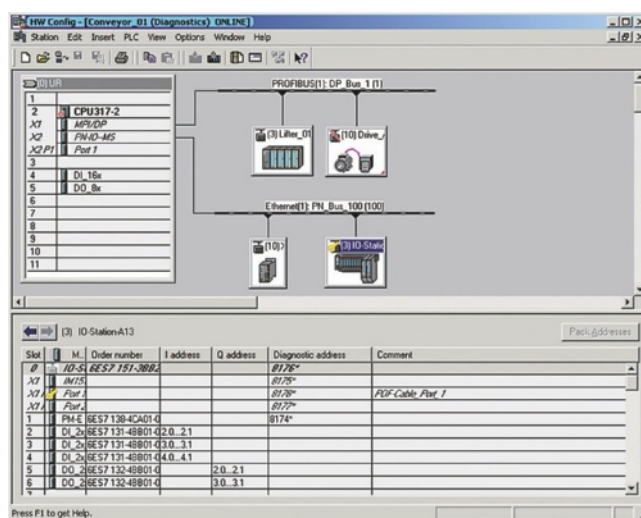 HW Config - [Conveyor_01 (Diagnostics) ONLINE]
Station Edit Insert PLC View Options Window Help
(0) UR
1
2 CPU317-2
X1 MPI/DP
X2 PN-IO-MS
X2 P1 Port 1
3
4 DI_16x
5 DO_8x
6
7
8
9
10
11
PROFIBUS(1): DP_Bus_1 (1)
(3) Lifter_01
(10) Drive_
Ethernet(1): PN_Bus_100 (100)
(10)
(3) IO-Static
(3) IO-Station-A13
Pack Addresses
Slot M.. Order number I address Q address Diagnostic address Comment
0 IO-S 6ES7 151-3BB2 8176*
X1 IM15 8175*
X1 Port 1 8178* POF-Cable_Port_1
X1 Port 2 8177*
1 PM-E 6ES7 138-4CA01-0 8174*
2 DI_2x 6ES7 131-4BB01-0 2.0...2.1
3 DI_2x 6ES7 131-4BB01-0 3.0...3.1
4 DI_2x 6ES7 131-4BB01-0 4.0...4.1
5 DO_2 6ES7 132-4BB01-0 2.0...2.1
6 DO_2 6ES7 132-4BB01-0 3.0...3.1
Press F1 to get Help.